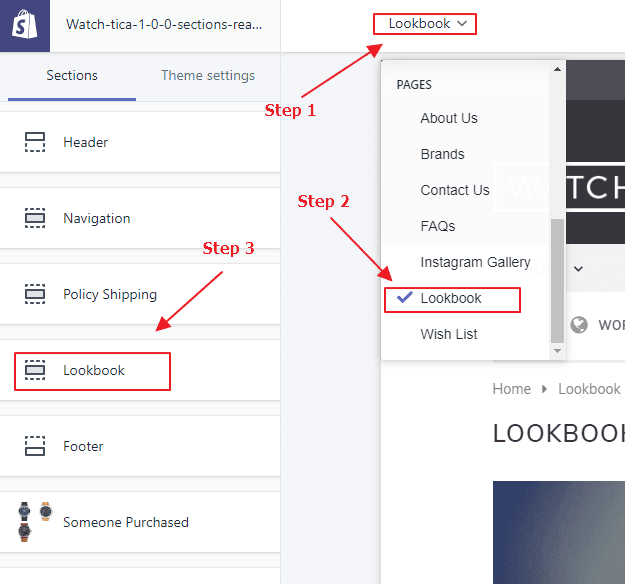 Watch-tica-1-0-0-sections-rea...
Lookbook
Sections
Theme settings
Step 1
PAGES
About Us
Brands
Contact Us
FAQs
Instagram Gallery
Lookbook
Wish List
Step 2
Header
Navigation
Step 3
Policy Shipping
Lookbook
Footer
Someone Purchased
WATCH
WOR
Home
Lookbook
LOOKBOOK